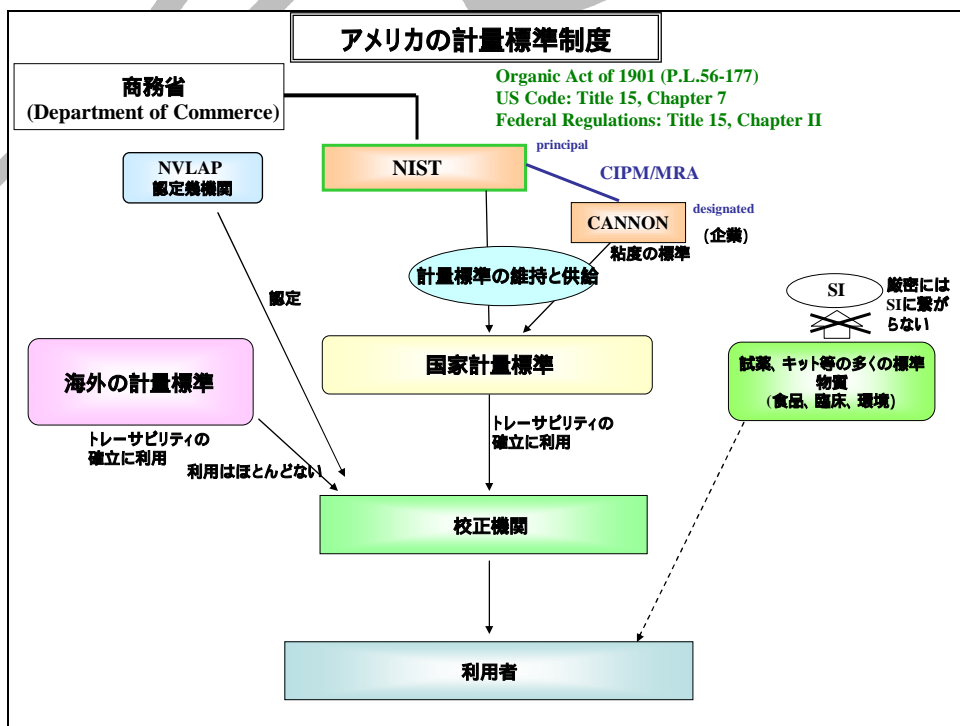 アメリカの計量標準制度
商務省
(Department of Commerce)
Organic Act of 1901 (P.L.56-177)
US Code: Title 15, Chapter 7
Federal Regulations: Title 15, Chapter II
principal
NVLAP
認定幾機関
NIST
CIPM/MRA
designated
CANNON
(企業)
粘度の標準
計量標準の維持と供給
認定
SI
厳密には
SIに繋が
らない
海外の計量標準
国家計量標準
試薬、キット等の多くの標準
物質
(食品、臨床、環境)
トレーサビリティの
確立に利用
利用はほとんどない
トレーサビリティの
確立に利用
校正機関
利用者